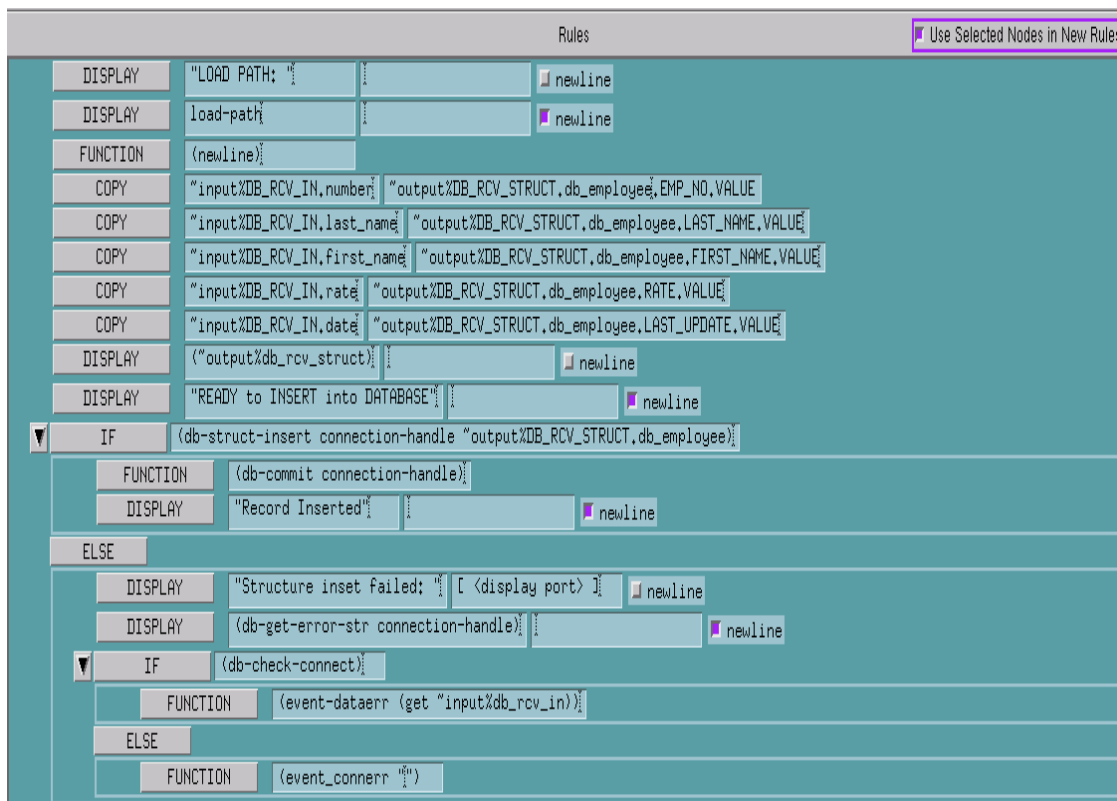 Rules Use Selected Nodes in New Rules
DISPLAY "LOAD PATH: " newline
DISPLAY load-path newline
FUNCTION (newline)
COPY ~input%DB_RCV_IN.number ~output%DB_RCV_STRUCT.db_employee.EMP_NO.VALUE
COPY ~input%DB_RCV_IN.last_name ~output%DB_RCV_STRUCT.db_employee.LAST_NAME.VALUE
COPY ~input%DB_RCV_IN.first_name ~output%DB_RCV_STRUCT.db_employee.FIRST_NAME.VALUE
COPY ~input%DB_RCV_IN.rate ~output%DB_RCV_STRUCT.db_employee.RATE.VALUE
COPY ~input%DB_RCV_IN.date ~output%DB_RCV_STRUCT.db_employee.LAST_UPDATE.VALUE
DISPLAY (~output%db_rcv_struct) newline
DISPLAY "READY to INSERT into DATABASE" newline
IF (db-struct-insert connection-handle ~output%DB_RCV_STRUCT.db_employee)
FUNCTION (db-commit connection-handle)
DISPLAY "Record Inserted" newline
ELSE
DISPLAY "Structure inset failed: " [ <display port> ] newline
DISPLAY (db-get-error-str connection-handle) newline
IF (db-check-connect)
FUNCTION (event-dataerr (get ~input%db_rcv_in))
ELSE
FUNCTION (event_connerr "")